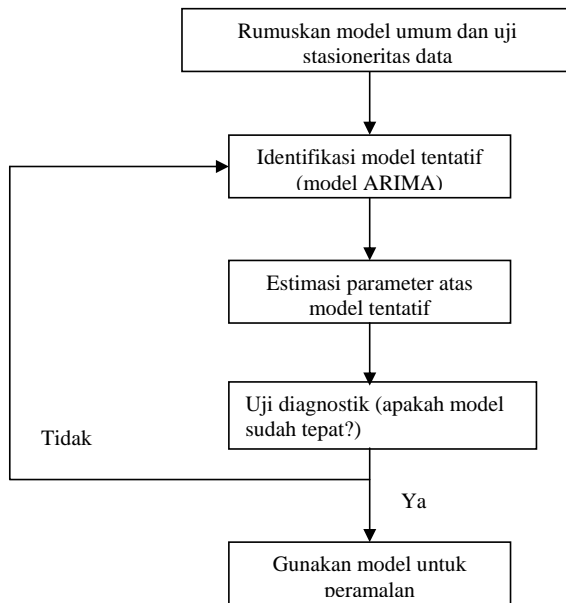 Rumuskan model umum dan uji
stasioneritas data
Identifikasi model tentatif
(model ARIMA)
Estimasi parameter atas
model tentatif
Uji diagnostik (apakah model
sudah tepat?)
Tidak
Ya
Gunakan model untuk
peramalan